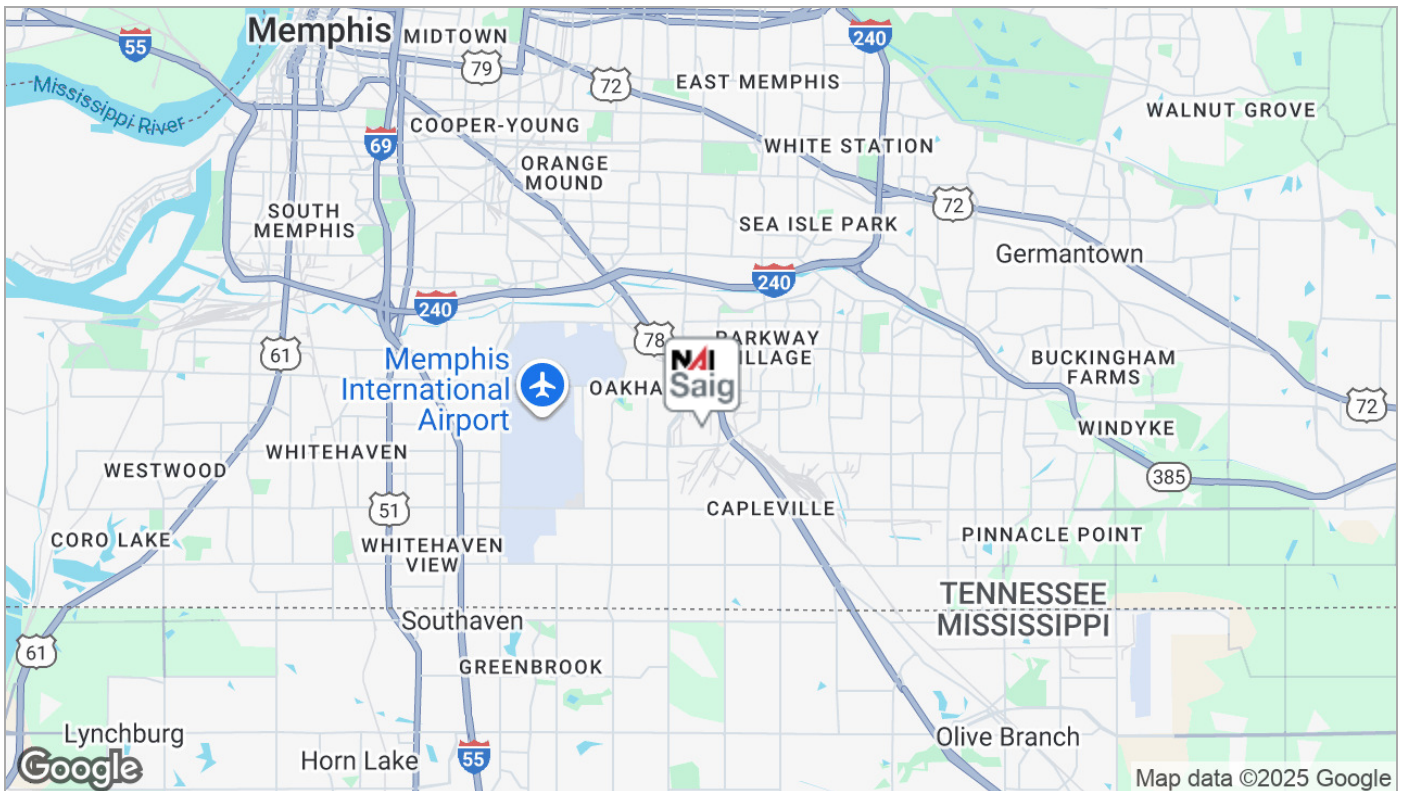 Memphis
MIDTOWN
55
240
79
72
EAST MEMPHIS
Mississippi River
WALNUT GROVE
COOPER-YOUNG
69
WHITE STATION
ORANGE
MOUND
72
SOUTH
MEMPHIS
SEA ISLE PARK
Germantown
240
240
78
PARKWAY
VILLAGE
61
Memphis
International
Airport
NAI
Saig
BUCKINGHAM
FARMS
72
WINDYKE
WHITEHAVEN
WESTWOOD
385
51
CAPLEVILLE
CORO LAKE
WHITEHAVEN
VIEW
PINNACLE POINT
TENNESSEE
MISSISSIPPI
Southaven
61
GREENBROOK
Lynchburg
Olive Branch
Horn Lake
55
Google
Map data ©2025 Google